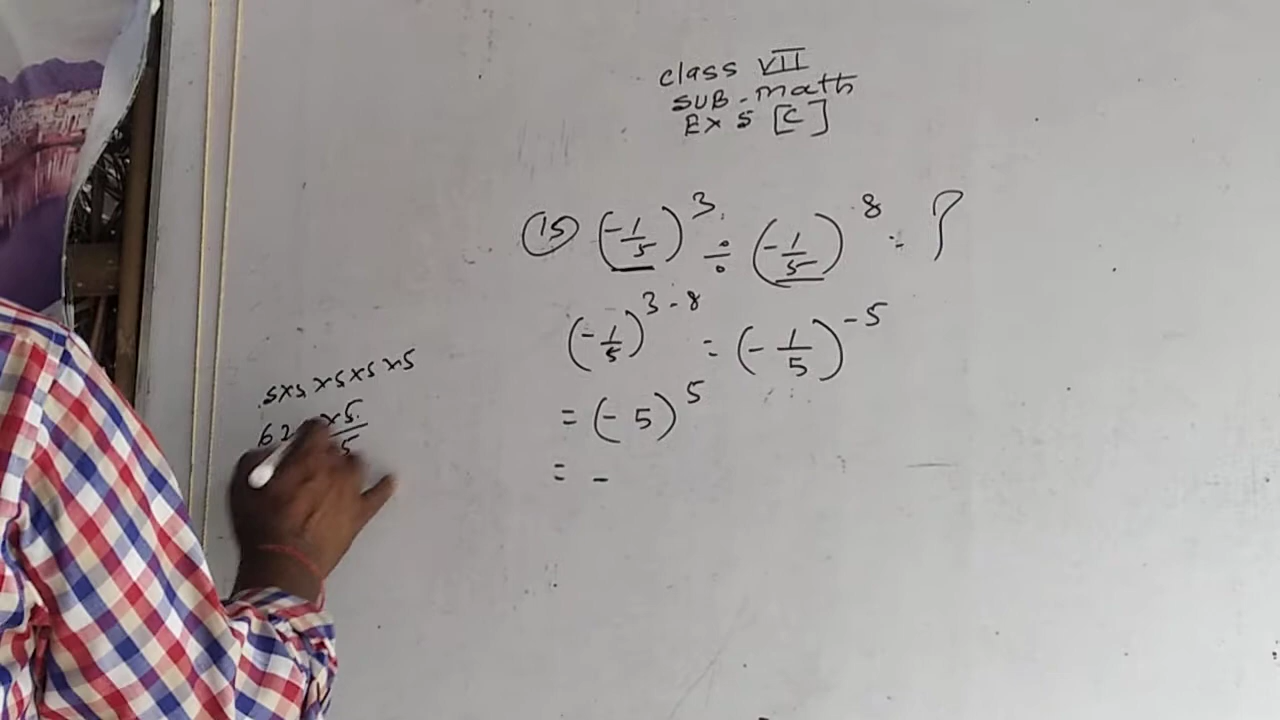 class VII
SUB - math
EX 5 [C]
(15) (-1/5)^3 ÷ (-1/5)^8 = ?
(-1/5)^3-8 = (-1/5)^-5
= (-5)^5
= -
5×5×5×5×5
62 ×5
5